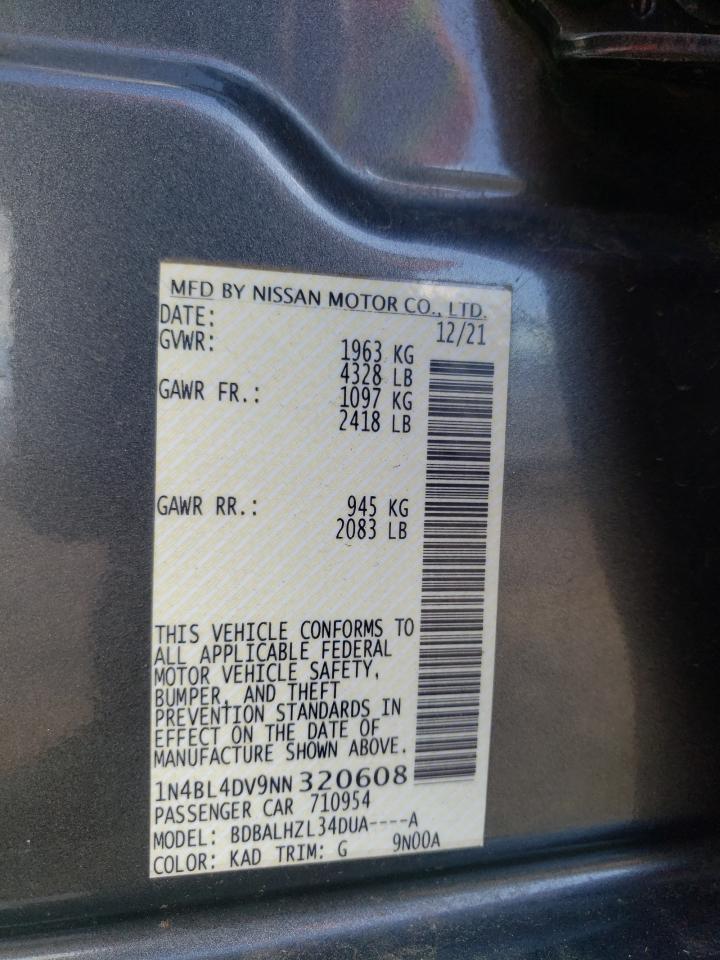 MFD BY NISSAN MOTOR CO., LTD.
DATE: 12/21
GVWR: 1963 KG
4328 LB
GAWR FR.: 1097 KG
2418 LB
GAWR RR.: 945 KG
2083 LB
THIS VEHICLE CONFORMS TO
ALL APPLICABLE FEDERAL
MOTOR VEHICLE SAFETY,
BUMPER, AND THEFT
PREVENTION STANDARDS IN
EFFECT ON THE DATE OF
MANUFACTURE SHOWN ABOVE.
1N4BL4DV9NN320608
PASSENGER CAR 710954
MODEL: BDBALHZL34DUA----A
COLOR: KAD TRIM: G 9N00A